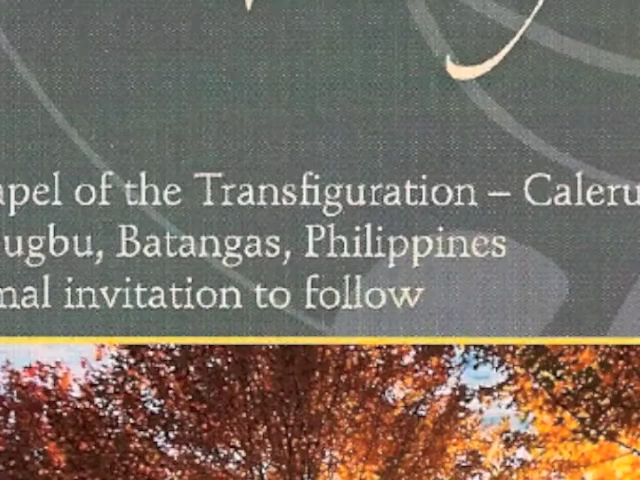 apel of the Transfiguration – Caleru
ugbu, Batangas, Philippines
nal invitation to follow